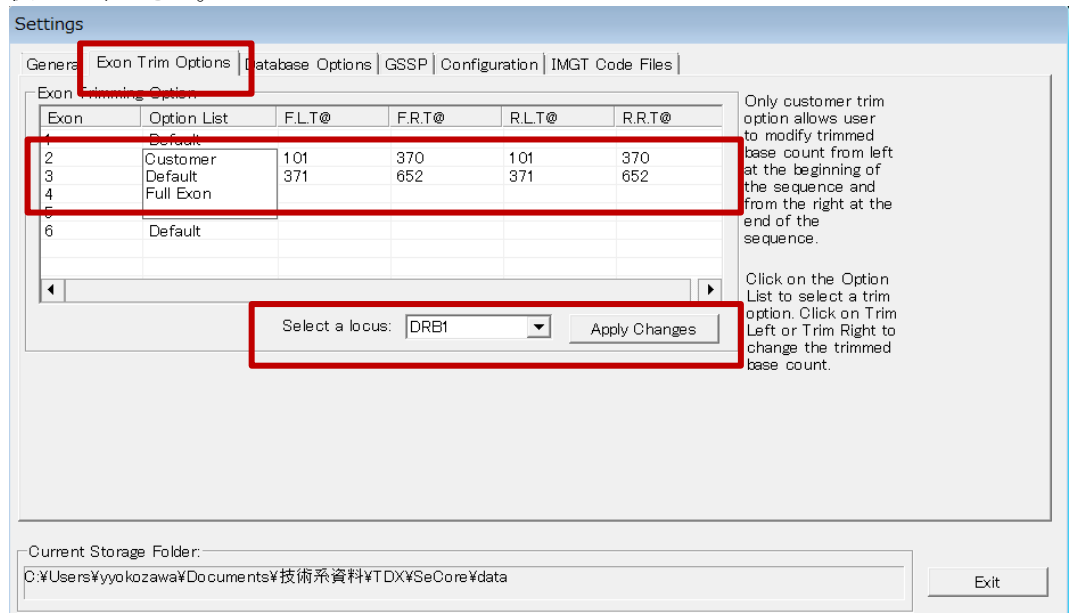 Settings
General Exon Trim Options Database Options GSSP Configuration IMGT Code Files
Exon Trimming Option
Exon Option List F.L.T@ F.R.T@ R.L.T@ R.R.T@
1 Default
2 Customer 101 370 101 370
3 Default 371 652 371 652
4 Full Exon
5
6 Default
Select a locus: DRB1 Apply Changes
Only customer trim
option allows user
to modify trimmed
base count from left
at the beginning of
the sequence and
from the right at the
end of the
sequence.
Click on the Option
List to select a trim
option. Click on Trim
Left or Trim Right to
change the trimmed
base count.
Current Storage Folder:
C:¥Users¥yyokozawa¥Documents¥技術系資料¥TDX¥SeCore¥data
Exit